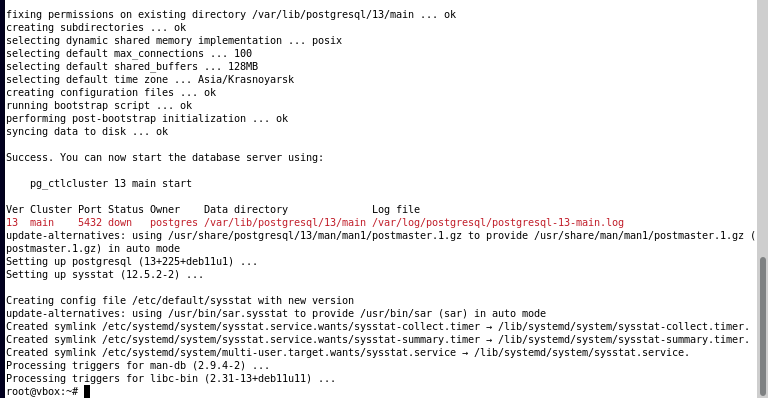 fixing permissions on existing directory /var/lib/postgresql/13/main ... ok
creating subdirectories ... ok
selecting dynamic shared memory implementation ... posix
selecting default max_connections ... 100
selecting default shared_buffers ... 128MB
selecting default time zone ... Asia/Krasnoyarsk
creating configuration files ... ok
running bootstrap script ... ok
performing post-bootstrap initialization ... ok
syncing data to disk ... ok

Success. You can now start the database server using:

    pg_ctlcluster 13 main start

Ver Cluster Port Status Owner    Data directory              Log file
13  main    5432 down   postgres /var/lib/postgresql/13/main /var/log/postgresql/postgresql-13-main.log
update-alternatives: using /usr/share/postgresql/13/man/man1/postmaster.1.gz to provide /usr/share/man/man1/postmaster.1.gz (
postmaster.1.gz) in auto mode
Setting up postgresql (13+225+deb11u1) ...
Setting up sysstat (12.5.2-2) ...

Creating config file /etc/default/sysstat with new version
update-alternatives: using /usr/bin/sar.sysstat to provide /usr/bin/sar (sar) in auto mode
Created symlink /etc/systemd/system/sysstat.service.wants/sysstat-collect.timer → /lib/systemd/system/sysstat-collect.timer.
Created symlink /etc/systemd/system/sysstat.service.wants/sysstat-summary.timer → /lib/systemd/system/sysstat-summary.timer.
Created symlink /etc/systemd/system/multi-user.target.wants/sysstat.service → /lib/systemd/system/sysstat.service.
Processing triggers for man-db (2.9.4-2) ...
Processing triggers for libc-bin (2.31-13+deb11u11) ...
root@vbox:~#